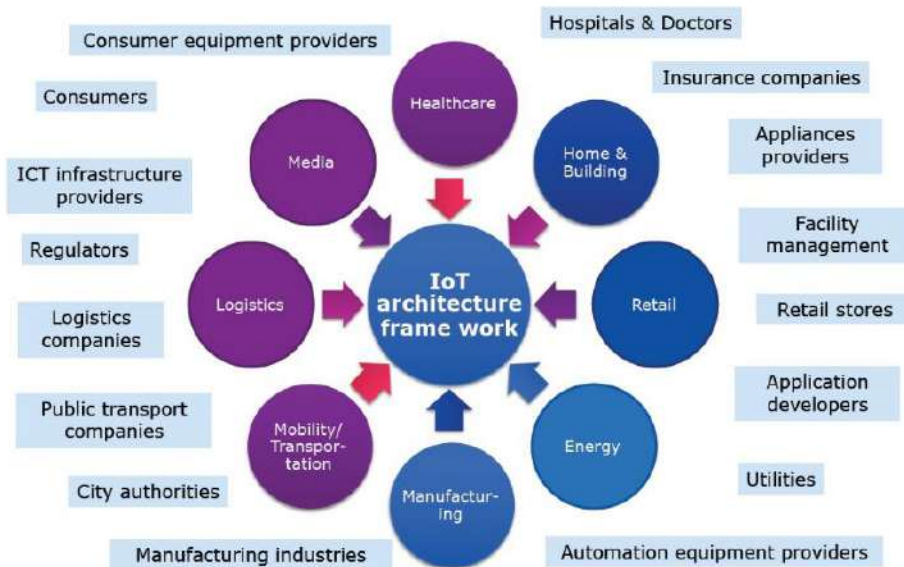 Consumer equipment providers
Hospitals & Doctors
Consumers
Insurance companies
Healthcare
Media
Home &
Building
Appliances
providers
ICT infrastructure
providers
Regulators
Facility
management
Logistics
IoT
architecture
frame work
Retail
Retail stores
Logistics
companies
Application
developers
Public transport
companies
Mobility/
Transpor-
tation
Energy
Manufactur-
ing
City authorities
Utilities
Manufacturing industries
Automation equipment providers